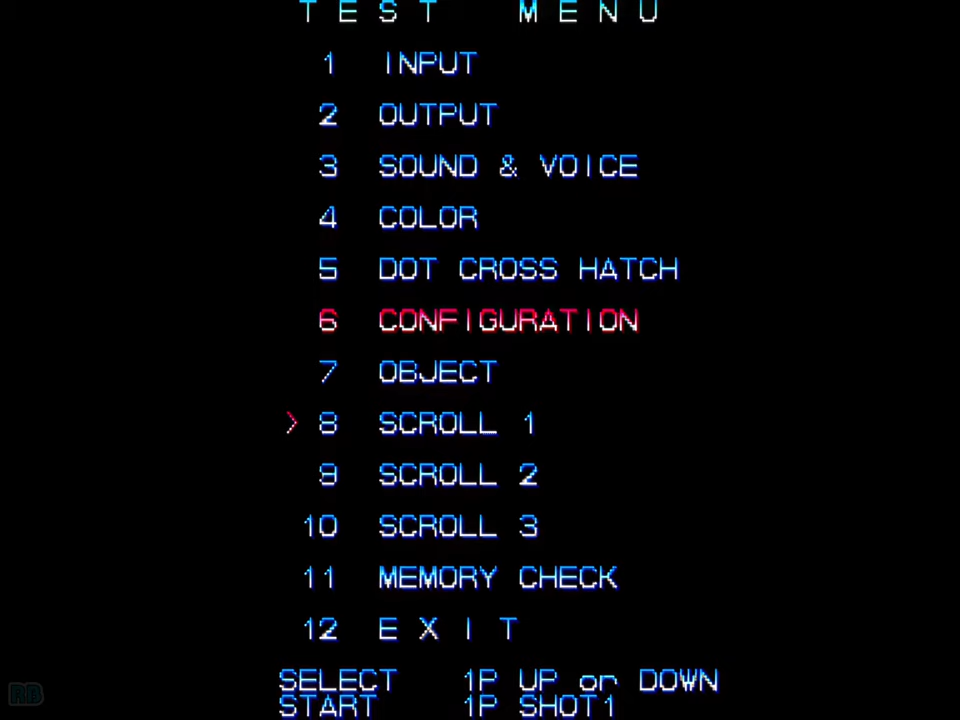 TEST MENU
1 INPUT
2 OUTPUT
3 SOUND & VOICE
4 COLOR
5 DOT CROSS HATCH
6 CONFIGURATION
7 OBJECT
> 8 SCROLL 1
9 SCROLL 2
10 SCROLL 3
11 MEMORY CHECK
12 E X I T
SELECT 1P UP or DOWN
START 1P SHOT1
RB